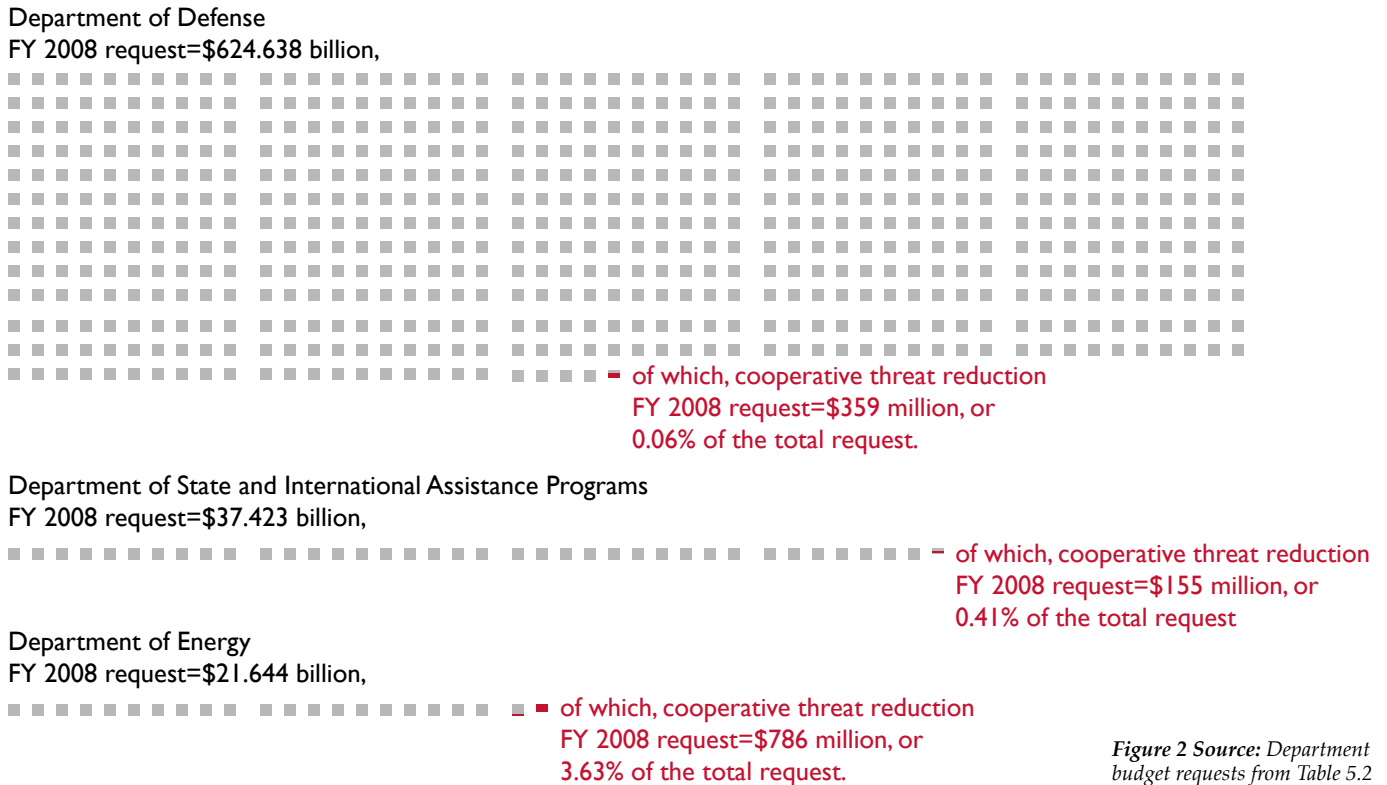 Department of Defense
FY 2008 request=$624.638 billion,
of which, cooperative threat reduction
FY 2008 request=$359 million, or
0.06% of the total request.
Department of State and International Assistance Programs
FY 2008 request=$37.423 billion,
of which, cooperative threat reduction
FY 2008 request=$155 million, or
0.41% of the total request
Department of Energy
FY 2008 request=$21.644 billion,
of which, cooperative threat reduction
FY 2008 request=$786 million, or
3.63% of the total request.
Figure 2 Source: Department
budget requests from Table 5.2